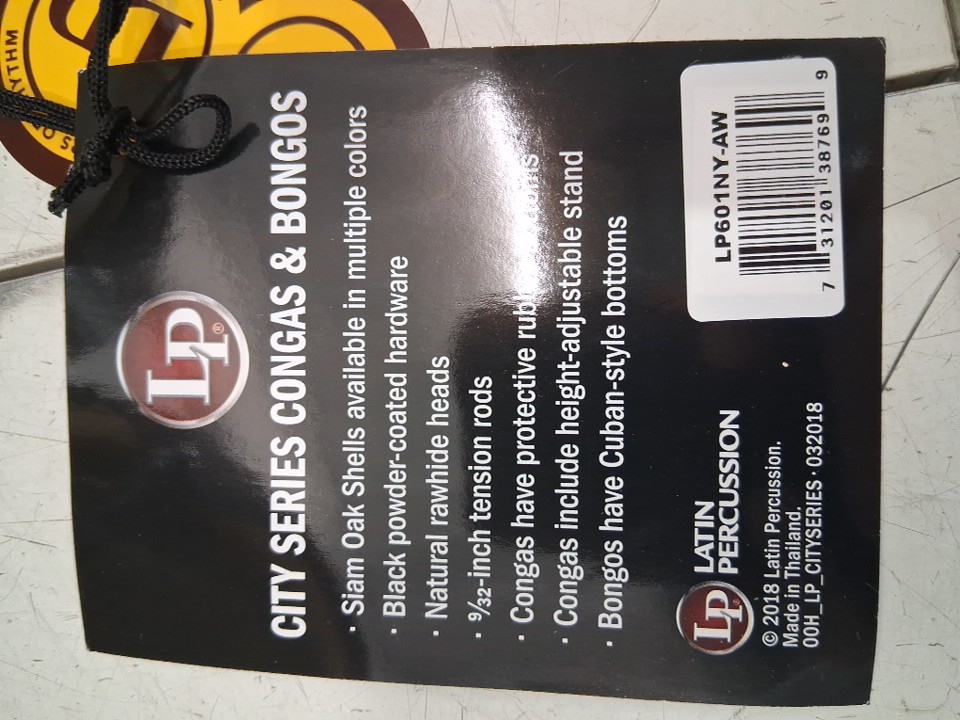 LP®
CITY SERIES CONGAS & BONGOS
· Siam Oak Shells available in multiple colors
· Black powder-coated hardware
· Natural rawhide heads
· 9/32-inch tension rods
· Congas have protective
· Congas include height-adjustable stand
· Bongos have Cuban-style bottoms
LP®
LATIN
PERCUSSION
© 2018 Latin Percussion.
Made in Thailand.
OOH_LP_CITYSERIES · 032018
LP601NY-AW
7 31201 38769 9